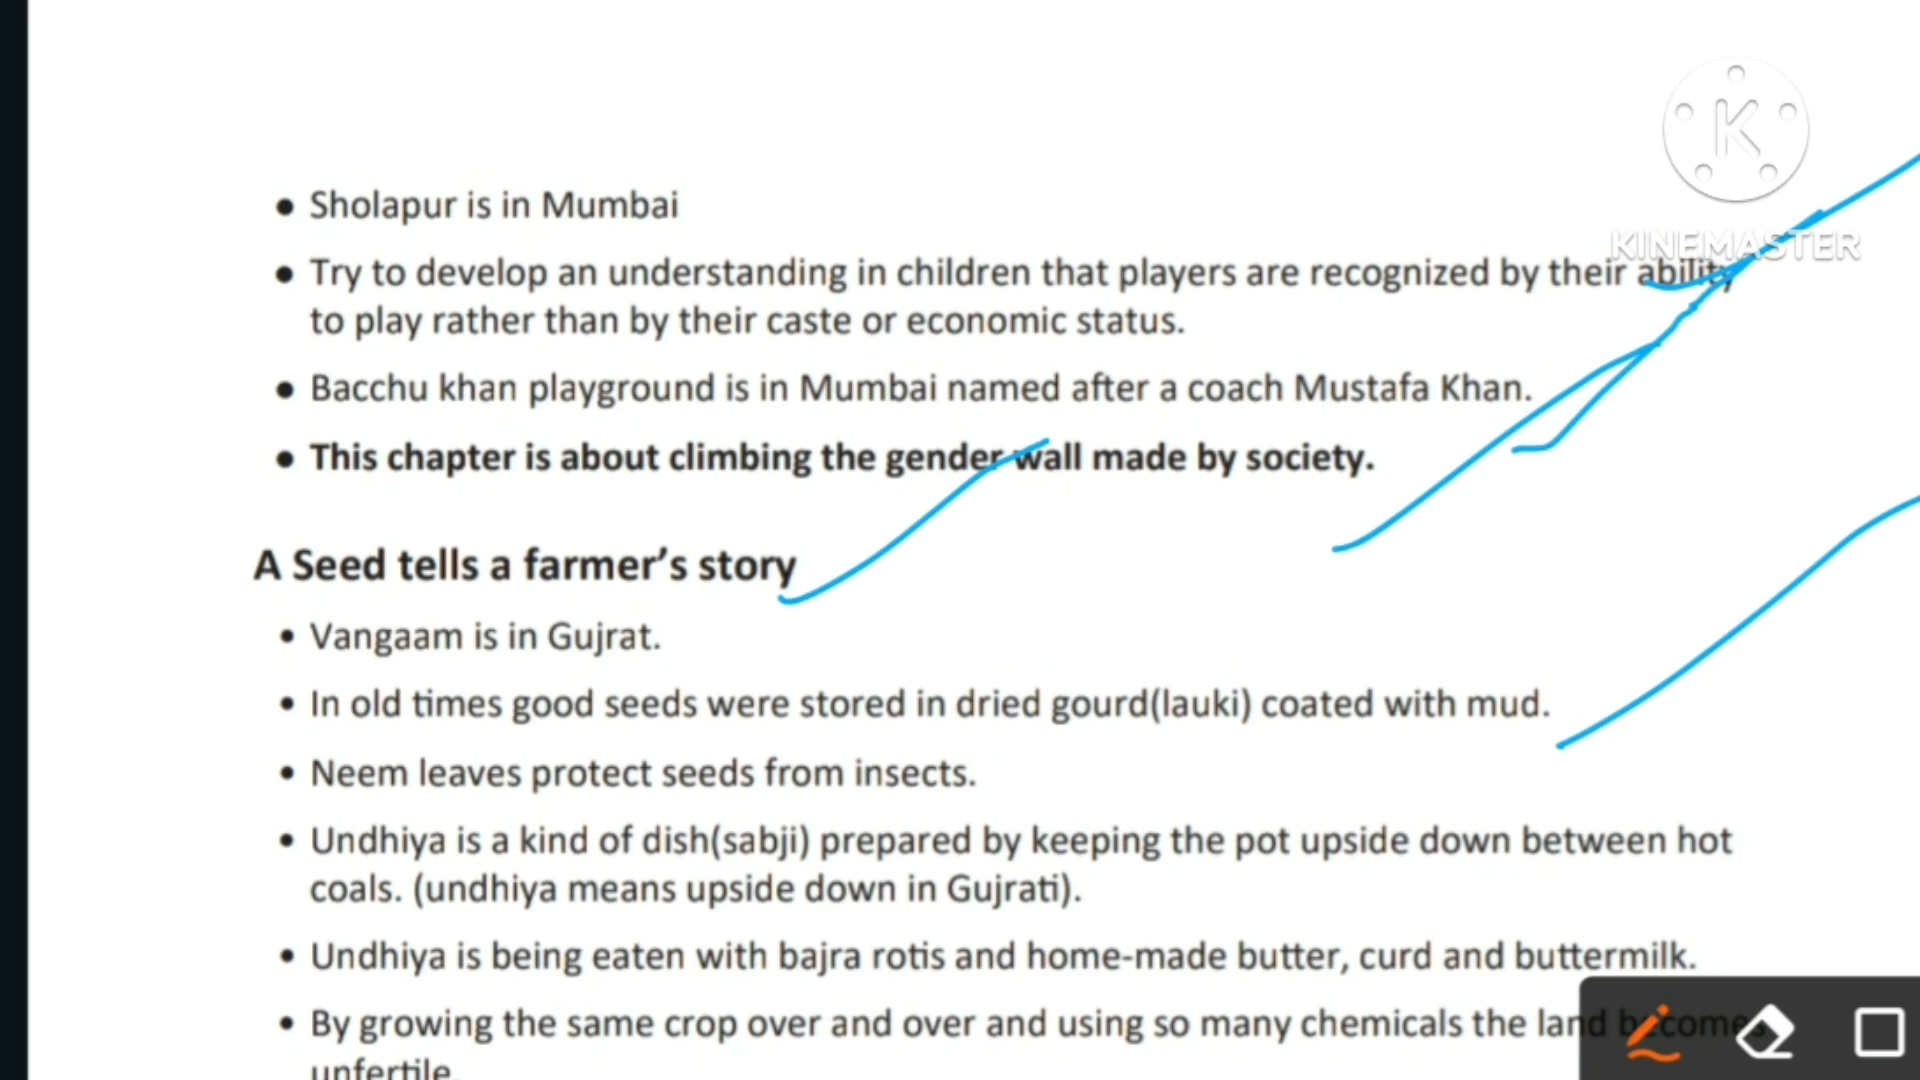 KINEMASTER
● Sholapur is in Mumbai
● Try to develop an understanding in children that players are recognized by their ability
to play rather than by their caste or economic status.
● Bacchu khan playground is in Mumbai named after a coach Mustafa Khan.
● This chapter is about climbing the gender wall made by society.
A Seed tells a farmer's story
• Vangaam is in Gujrat.
• In old times good seeds were stored in dried gourd(lauki) coated with mud.
• Neem leaves protect seeds from insects.
• Undhiya is a kind of dish(sabji) prepared by keeping the pot upside down between hot
coals. (undhiya means upside down in Gujrati).
• Undhiya is being eaten with bajra rotis and home-made butter, curd and buttermilk.
• By growing the same crop over and over and using so many chemicals the land becomes
unfertile.